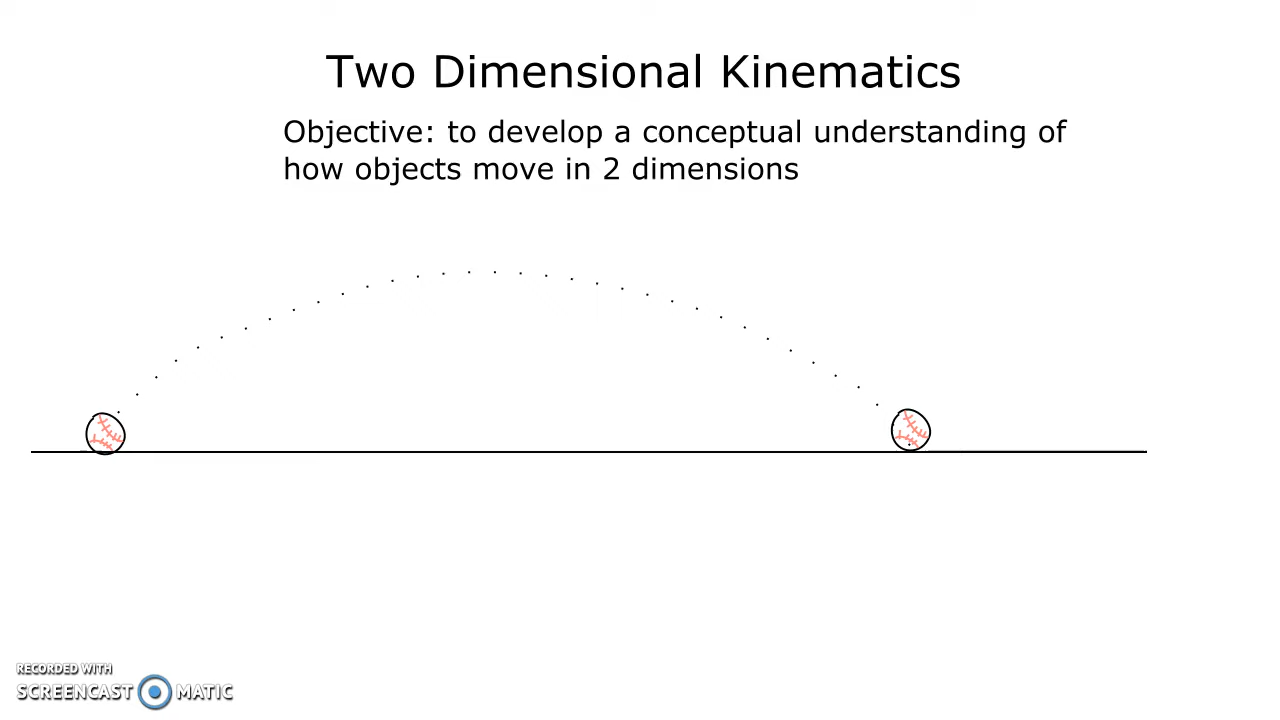 Two Dimensional Kinematics
Objective: to develop a conceptual understanding of
how objects move in 2 dimensions
RECORDED WITH
SCREENCAST MATIC